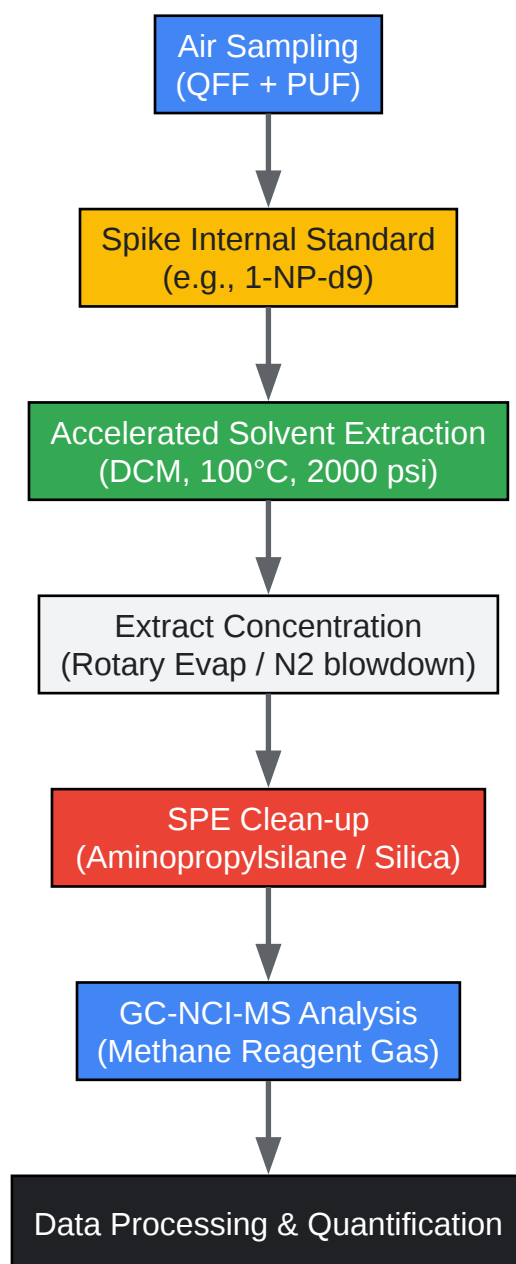 Air Sampling
(QFF + PUF)
Spike Internal Standard
(e.g., 1-NP-d9)
Accelerated Solvent Extraction
(DCM, 100°C, 2000 psi)
Extract Concentration
(Rotary Evap / N2 blowdown)
SPE Clean-up
(Aminopropylsilane / Silica)
GC-NCI-MS Analysis
(Methane Reagent Gas)
Data Processing & Quantification